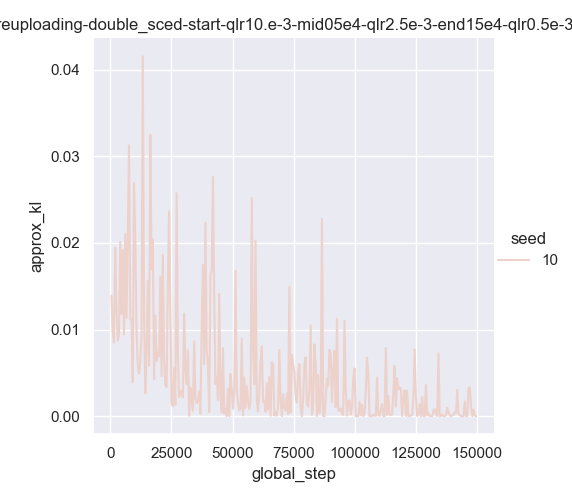 reuploading-double_sced-start-qlr10.e-3-mid05e4-qlr2.5e-3-end15e4-qlr0.5e-3
0.04
0.03
0.02
0.01
0.00
approx_kl
0 25000 50000 75000 100000 125000 150000
global_step
seed
10